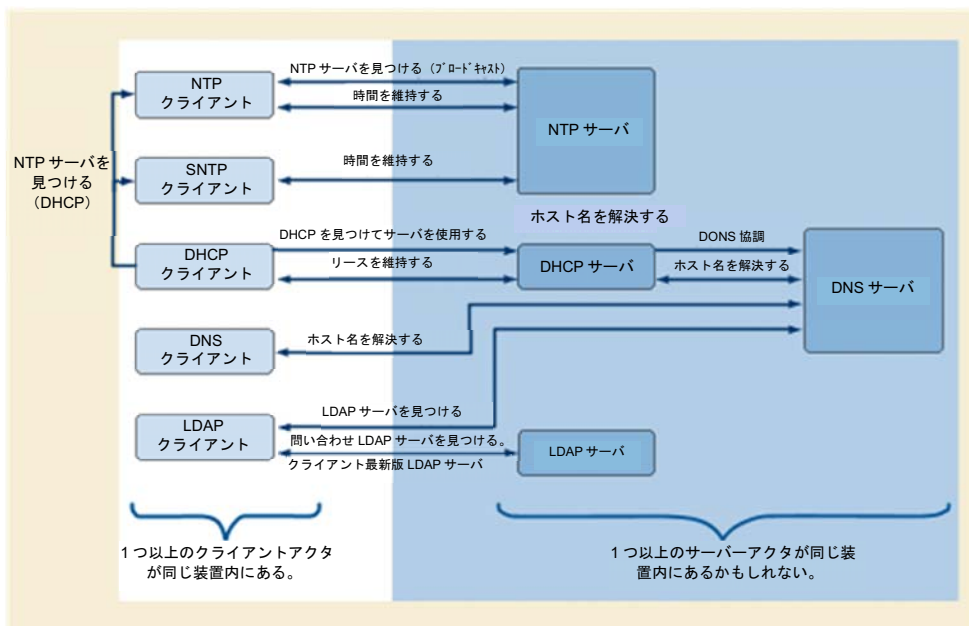 NTP サーバを
見つける
（DHCP）
NTP
クライアント
NTP サーバを見つける（ﾌﾞﾛｰﾄﾞｷｬｽﾄ）
時間を維持する
NTP サーバ
SNTP
クライアント
時間を維持する
ホスト名を解決する
DHCP
クライアント
DHCP を見つけてサーバを使用する
リースを維持する
DHCP サーバ
DONS 協調
ホスト名を解決する
DNS サーバ
DNS
クライアント
ホスト名を解決する
LDAP
クライアント
LDAP サーバを見つける
問い合わせ LDAP サーバを見つける。
クライアント最新版 LDAP サーバ
LDAP サーバ
1 つ以上のクライアントアクタ
が同じ装置内にある。
1 つ以上のサーバーアクタが同じ装
置内にあるかもしれない。